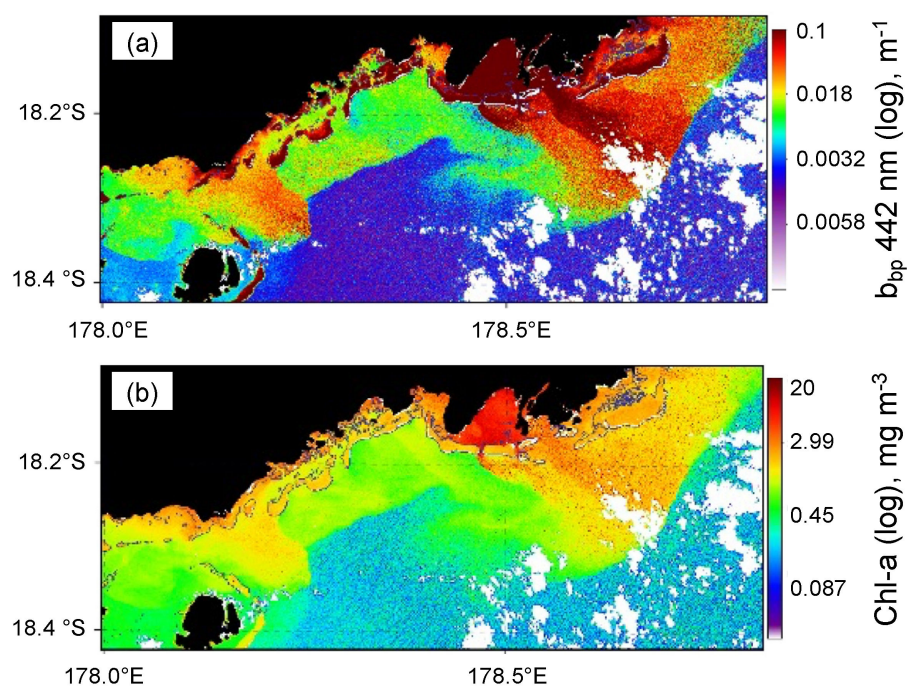 (a)
18.2°S
18.4 °S
178.0°E 178.5°E
0.1
0.018
0.0032
0.0058
b_bp 442 nm (log), m⁻¹
(b)
18.2°S
18.4 °S
178.0°E 178.5°E
20
2.99
0.45
0.087
Chl-a (log), mg m⁻³